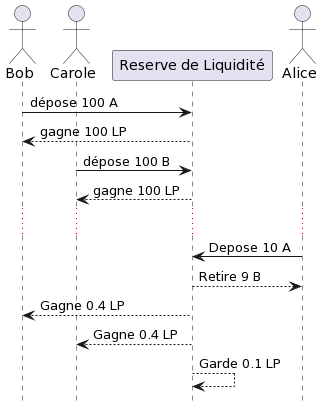 Bob
Carole
Reserve de Liquidité
Alice
dépose 100 A
gagne 100 LP
dépose 100 B
gagne 100 LP
Depose 10 A
Retire 9 B
Gagne 0.4 LP
Gagne 0.4 LP
Garde 0.1 LP